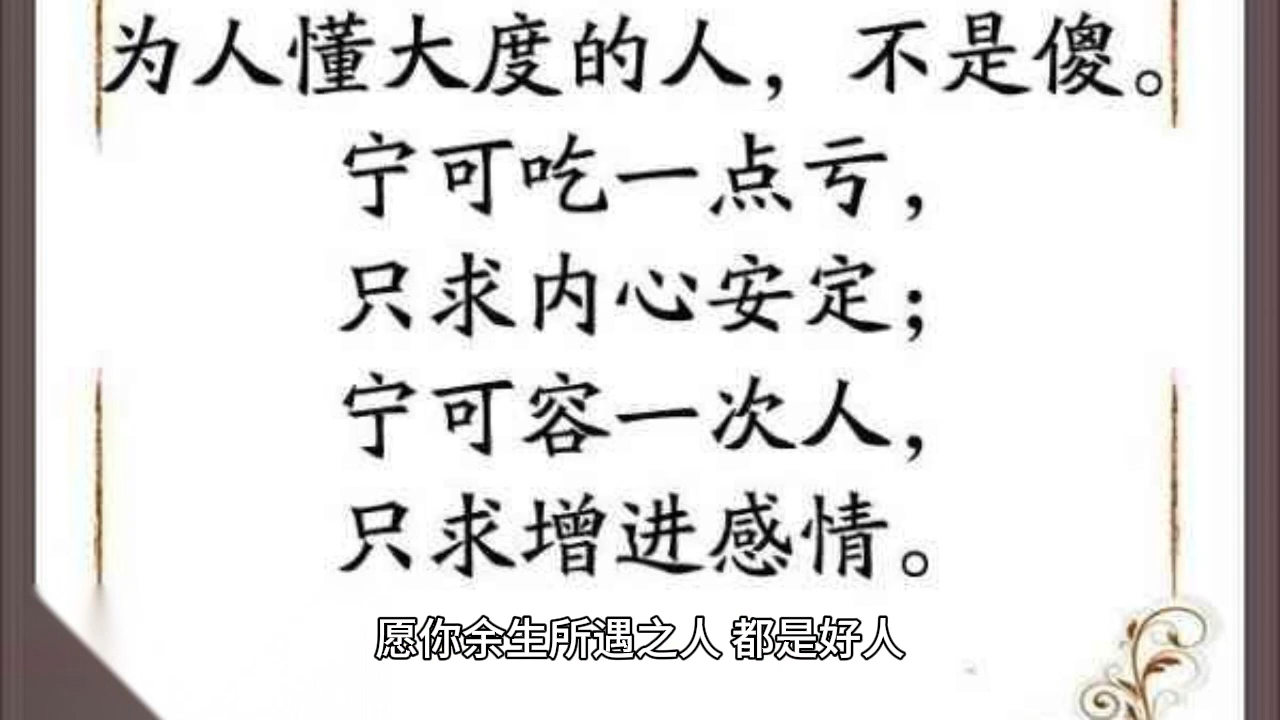 为人懂大度的人，不是傻。
宁可吃一点亏，
只求内心安定；
宁可容一次人，
只求增进感情。
愿你余生所遇之人 都是好人